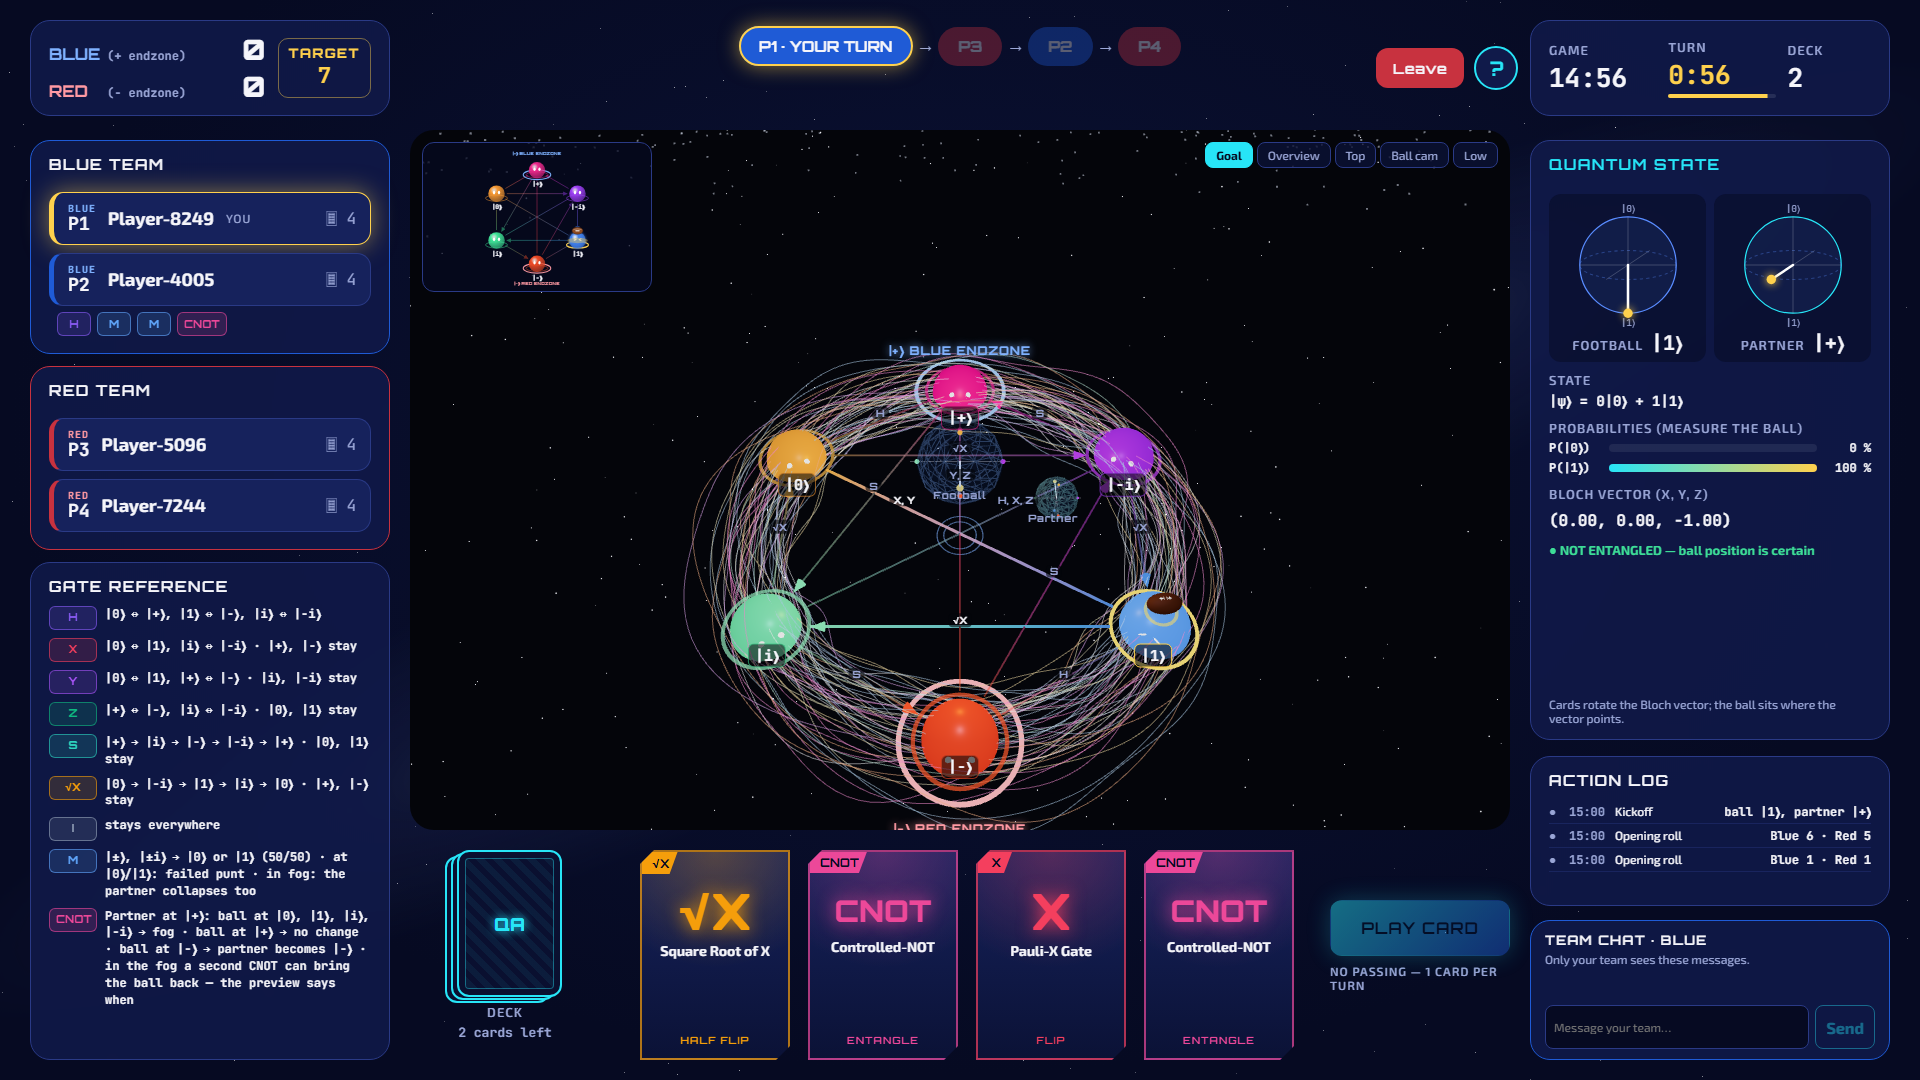 BLUE (+ endzone)
RED (- endzone)
TARGET
7
P1 · YOUR TURN → P3 → P2 → P4
Leave
?
GAME
14:56
TURN
0:56
DECK
2
BLUE TEAM
BLUE
P1 Player-8249 YOU 4
BLUE
P2 Player-4005 4
H M M CNOT
RED TEAM
RED
P3 Player-5096 4
RED
P4 Player-7244 4
GATE REFERENCE
H |0⟩ ↔ |+⟩, |1⟩ ↔ |-⟩, |i⟩ ↔ |-i⟩
X |0⟩ ↔ |1⟩, |i⟩ ↔ |-i⟩ · |+⟩, |-⟩ stay
Y |0⟩ ↔ |1⟩, |+⟩ ↔ |-⟩ · |i⟩, |-i⟩ stay
Z |+⟩ ↔ |-⟩, |i⟩ ↔ |-i⟩ · |0⟩, |1⟩ stay
S |+⟩ → |i⟩ → |-⟩ → |-i⟩ → |+⟩ · |0⟩, |1⟩
stay
√X |0⟩ → |-i⟩ → |1⟩ → |i⟩ → |0⟩ · |+⟩, |-⟩
stay
I stays everywhere
M |±⟩, |±i⟩ → |0⟩ or |1⟩ (50/50) · at
|0⟩/|1⟩: failed punt · in fog: the
partner collapses too
CNOT Partner at |+⟩: ball at |0⟩, |1⟩, |i⟩,
|-i⟩ → fog · ball at |+⟩ → no change
· ball at |-⟩ → partner becomes |-⟩ ·
in the fog a second CNOT can bring
the ball back — the preview says
when
|+⟩ BLUE ENDZONE
|+⟩
|0⟩
|-i⟩
|i⟩
|1⟩
|-⟩
|-⟩ RED ENDZONE
Goal
Overview
Top
Ball cam
Low
|+⟩ BLUE ENDZONE
H
S
|+⟩
√X
|0⟩
Y, Z
|-i⟩
S
X, Y
Football
H, X, Z
Partner
√X
I
√X
S
√X
|i⟩
|1⟩
S
H
|-⟩
|-⟩ RED ENDZONE
QA
DECK
2 cards left
√X
√X
Square Root of X
HALF FLIP
CNOT
CNOT
Controlled-NOT
ENTANGLE
X
X
Pauli-X Gate
FLIP
CNOT
CNOT
Controlled-NOT
ENTANGLE
PLAY CARD
NO PASSING — 1 CARD PER
TURN
QUANTUM STATE
|0⟩
|1⟩
FOOTBALL |1⟩
|0⟩
|1⟩
PARTNER |+⟩
STATE
|ψ⟩ = 0|0⟩ + 1|1⟩
PROBABILITIES (MEASURE THE BALL)
P(|0⟩) 0 %
P(|1⟩) 100 %
BLOCH VECTOR (X, Y, Z)
(0.00, 0.00, -1.00)
● NOT ENTANGLED — ball position is certain
Cards rotate the Bloch vector; the ball sits where the
vector points.
ACTION LOG
● 15:00 Kickoff ball |1⟩, partner |+⟩
● 15:00 Opening roll Blue 6 · Red 5
● 15:00 Opening roll Blue 1 · Red 1
TEAM CHAT · BLUE
Only your team sees these messages.
Message your team...
Send